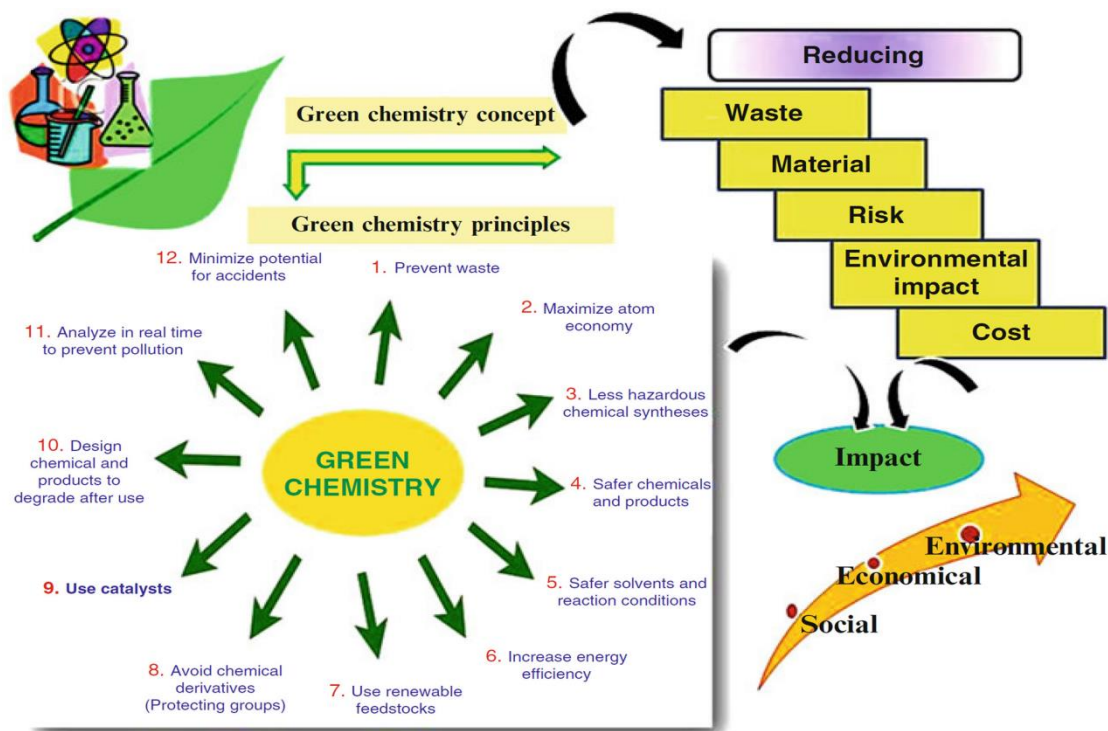 Green chemistry concept
Green chemistry principles
Reducing
Waste
Material
Risk
Environmental
impact
Cost
12. Minimize potential
for accidents
1. Prevent waste
2. Maximize atom
economy
3. Less hazardous
chemical syntheses
4. Safer chemicals
and products
5. Safer solvents and
reaction conditions
6. Increase energy
efficiency
7. Use renewable
feedstocks
8. Avoid chemical
derivatives
(Protecting groups)
9. Use catalysts
10. Design
chemical and
products to
degrade after use
11. Analyze in real time
to prevent pollution
GREEN
CHEMISTRY
Impact
Environmental
Economical
Social